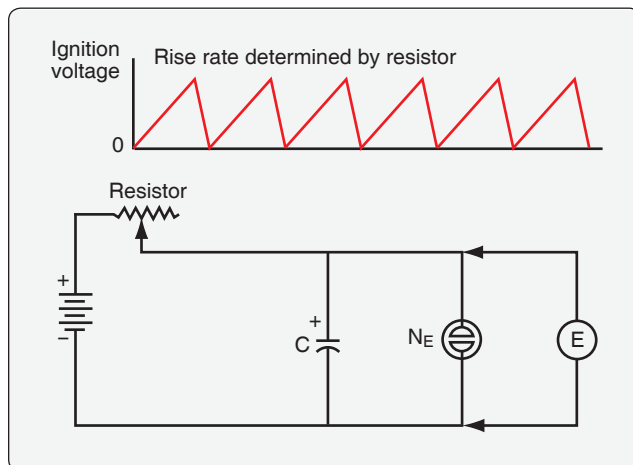 Ignition
voltage
Rise rate determined by resistor
0
Resistor
+
−
+
C
NE
E